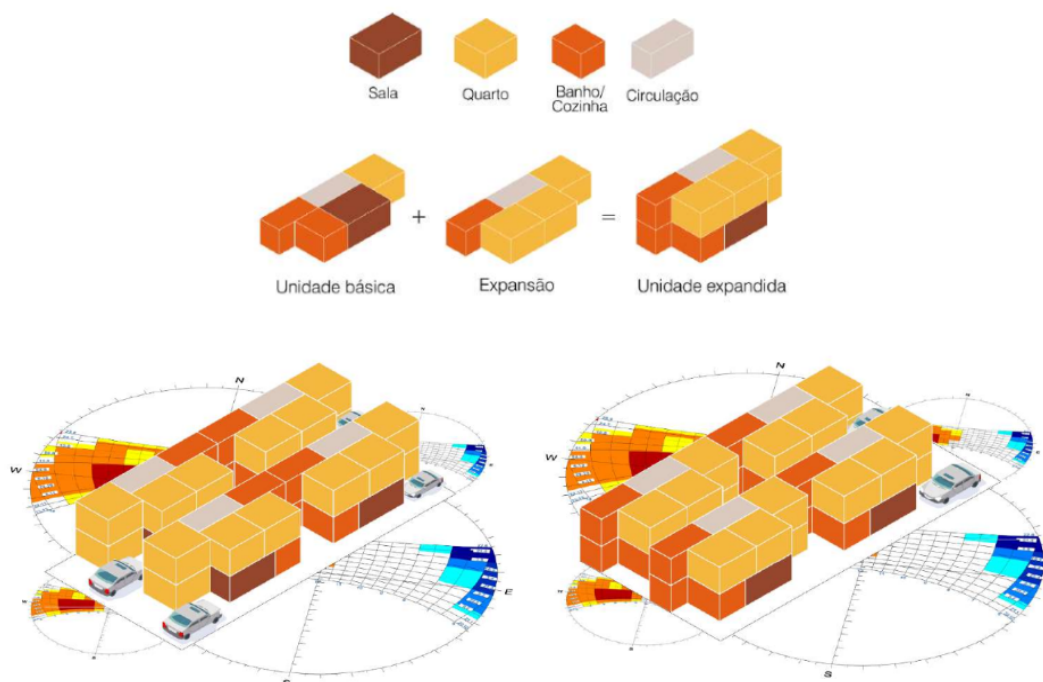 Sala
Quarto
Banho/
Cozinha
Circulação
+
=
Unidade básica
Expansão
Unidade expandida
N
W
E
N
W
S